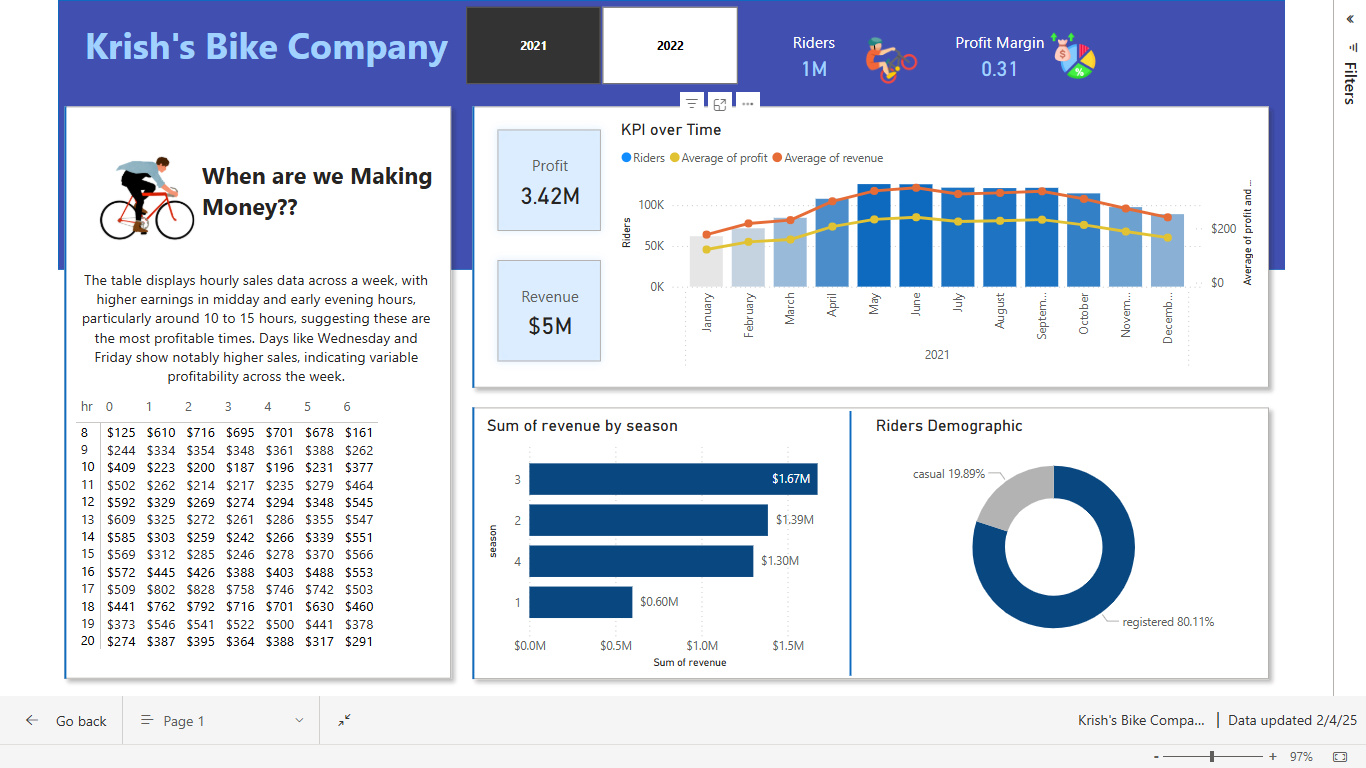 Krish's Bike Company
2021
2022
Riders
1M
Profit Margin
0.31
Filters
When are we Making
Money??
The table displays hourly sales data across a week, with
higher earnings in midday and early evening hours,
particularly around 10 to 15 hours, suggesting these are
the most profitable times. Days like Wednesday and
Friday show notably higher sales, indicating variable
profitability across the week.
hr 0 1 2 3 4 5 6
8 $125 $610 $716 $695 $701 $678 $161
9 $244 $334 $354 $348 $361 $388 $262
10 $409 $223 $200 $187 $196 $231 $377
11 $502 $262 $214 $217 $235 $279 $464
12 $592 $329 $269 $274 $294 $348 $545
13 $609 $325 $272 $261 $286 $355 $547
14 $585 $303 $259 $242 $266 $339 $551
15 $569 $312 $285 $246 $278 $370 $566
16 $572 $445 $426 $388 $403 $488 $553
17 $509 $802 $828 $758 $746 $742 $503
18 $441 $762 $792 $716 $701 $630 $460
19 $373 $546 $541 $522 $500 $441 $378
20 $274 $387 $395 $364 $388 $317 $291
Profit
3.42M
Revenue
$5M
KPI over Time
Riders Average of profit Average of revenue
Riders
100K
50K
0K
$200
$0
Average of profit and ...
January February March April May June July August Septem... October Novem... Decemb...
2021
Sum of revenue by season
season
3 $1.67M
2 $1.39M
4 $1.30M
1 $0.60M
$0.0M $0.5M $1.0M $1.5M
Sum of revenue
Riders Demographic
casual 19.89%
registered 80.11%
%
Go back
Page 1
Krish's Bike Compa... | Data updated 2/4/25
- + 97%